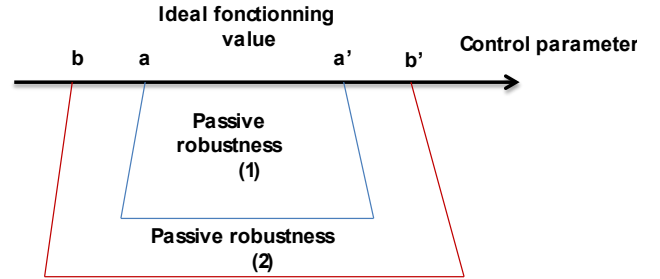 Ideal fonctionning
value
Control parameter
b
a
a’
b’
Passive
robustness
(1)
Passive robustness
(2)